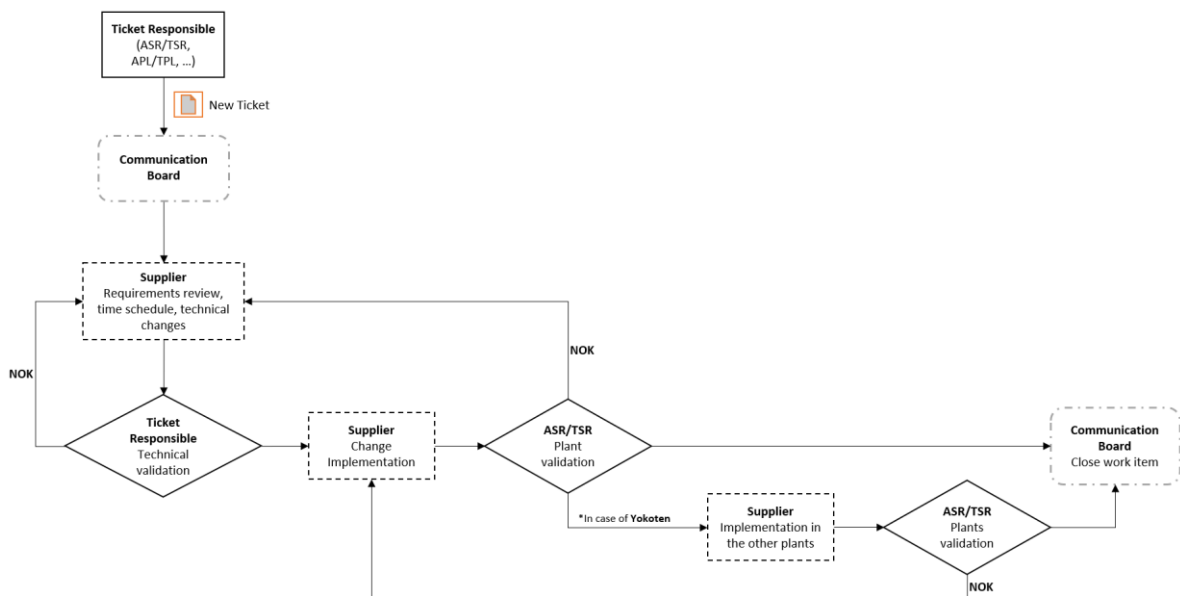 Ticket Responsible
(ASR/TSR,
APL/TPL, ...)
New Ticket
Communication
Board
Supplier
Requirements review,
time schedule, technical
changes
NOK
NOK
Ticket
Responsible
Technical
validation
Supplier
Change
Implementation
ASR/TSR
Plant
validation
Communication
Board
Close work item
*In case of Yokoten
Supplier
Implementation in
the other plants
ASR/TSR
Plants
validation
NOK